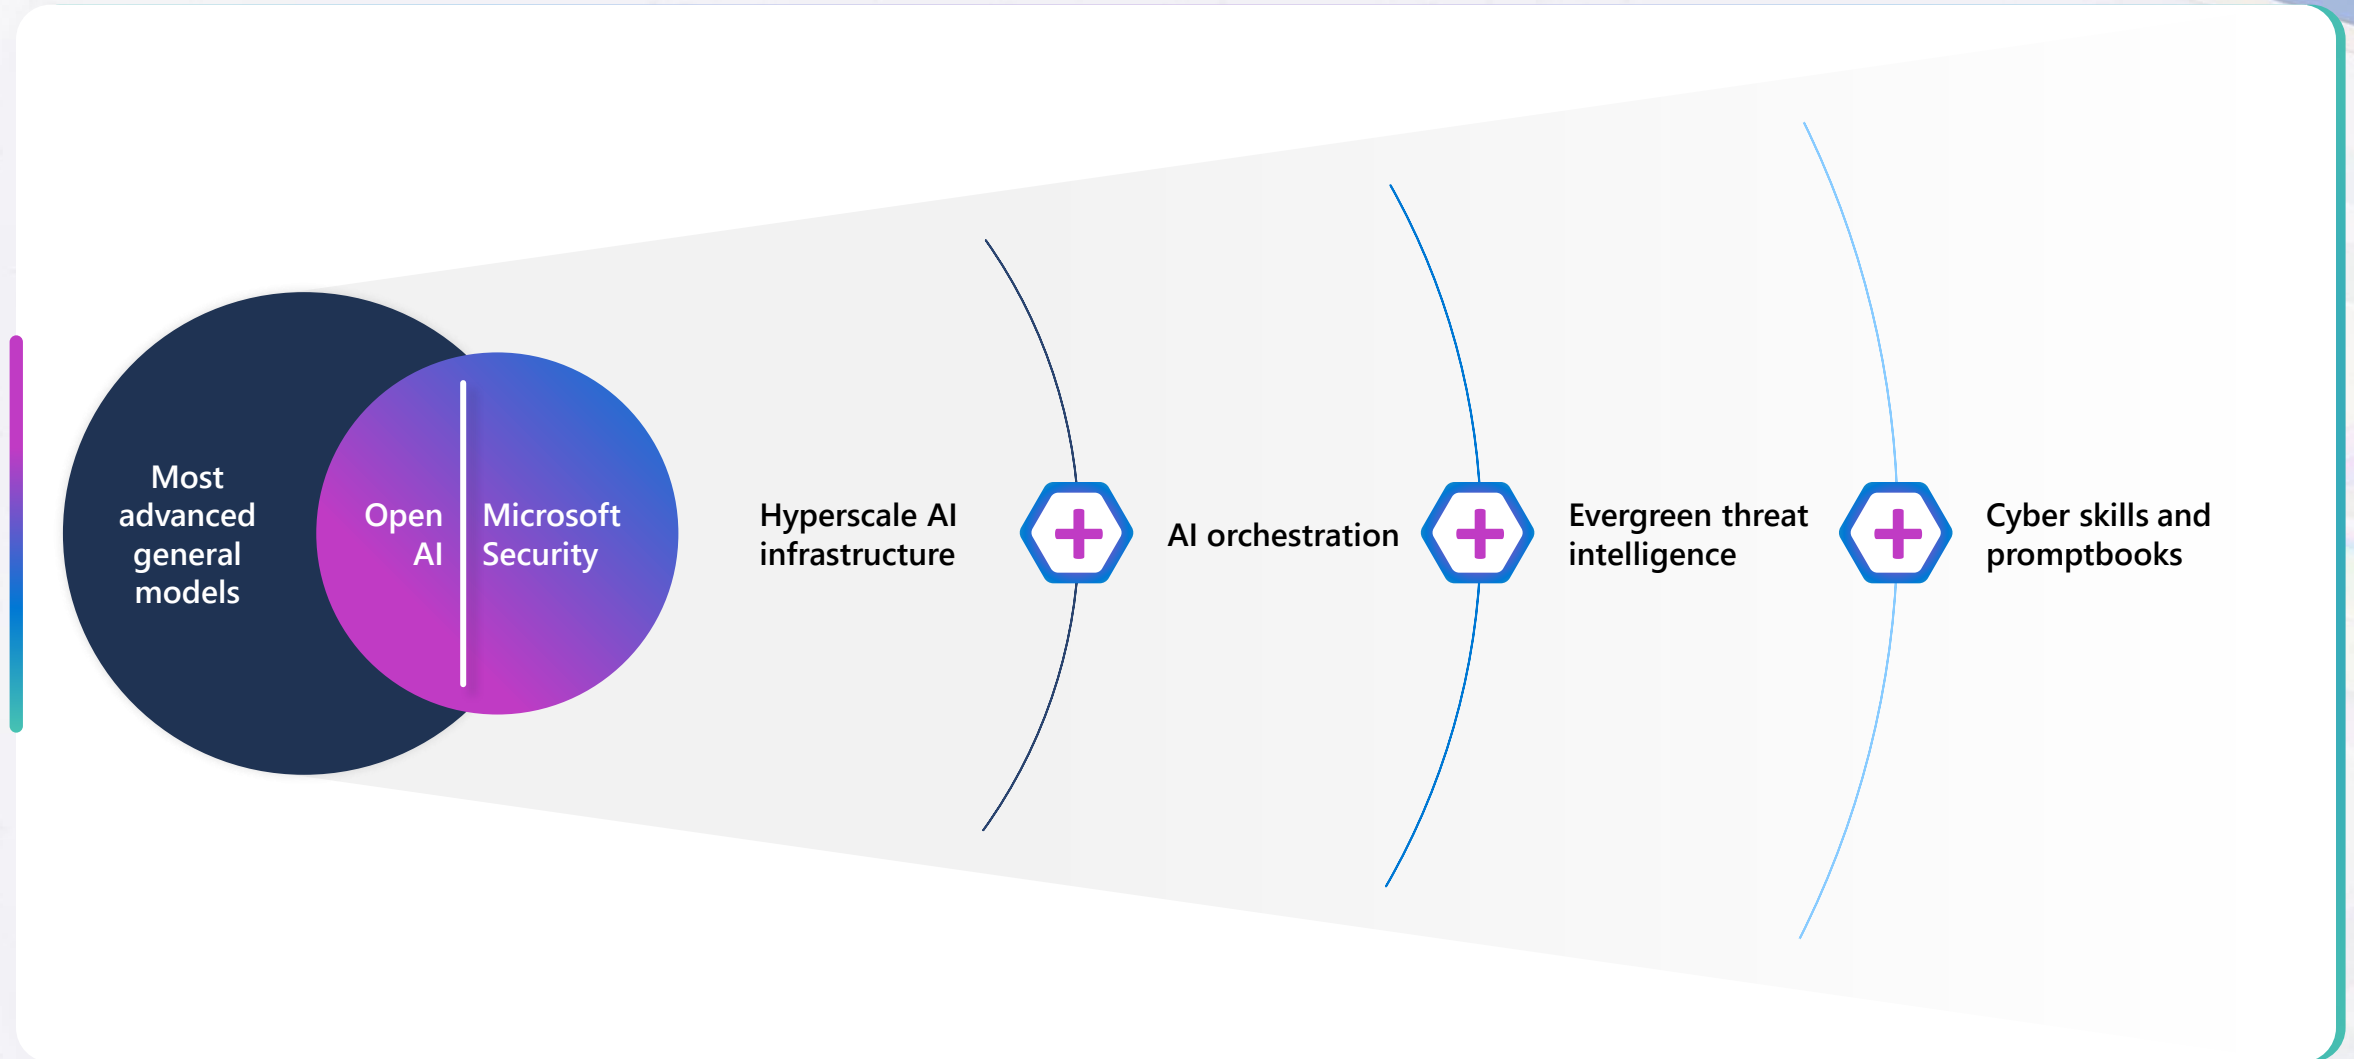 Most
advanced
general
models
Open
AI
Microsoft
Security
Hyperscale AI
infrastructure
AI orchestration
Evergreen threat
intelligence
Cyber skills and
promptbooks